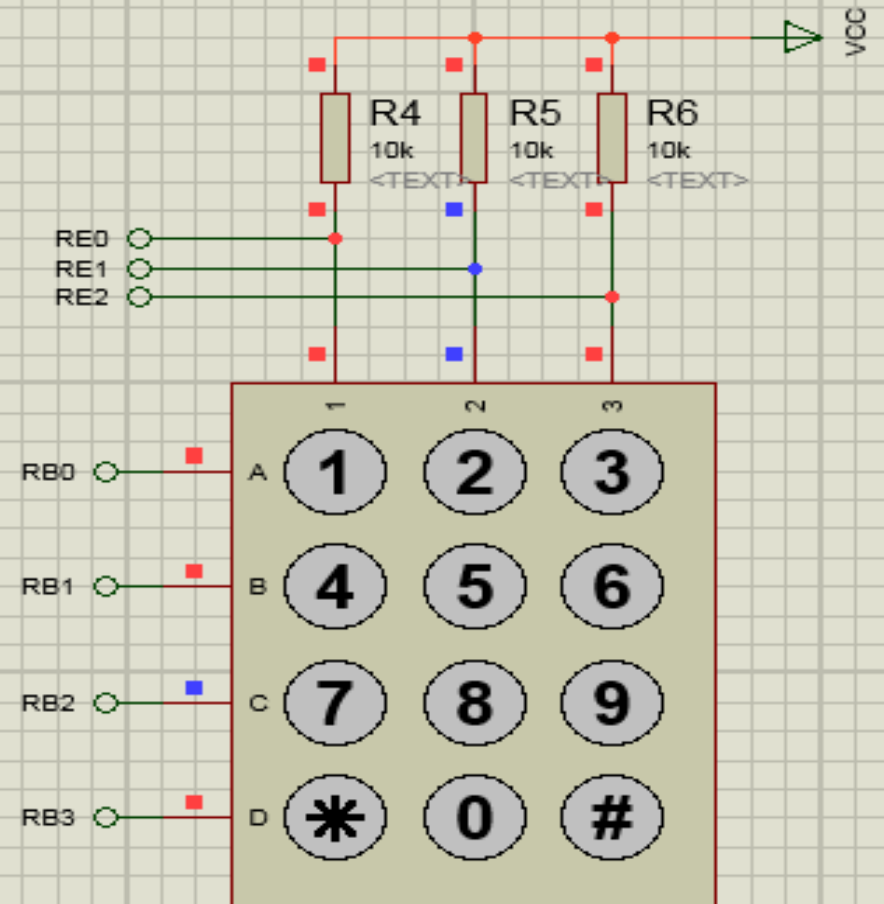 VCC
R4 R5 R6
10k 10k 10k
<TEXT> <TEXT> <TEXT>
RE0
RE1
RE2
1 2 3
RB0 A 1 2 3
RB1 B 4 5 6
RB2 C 7 8 9
RB3 D * 0 #